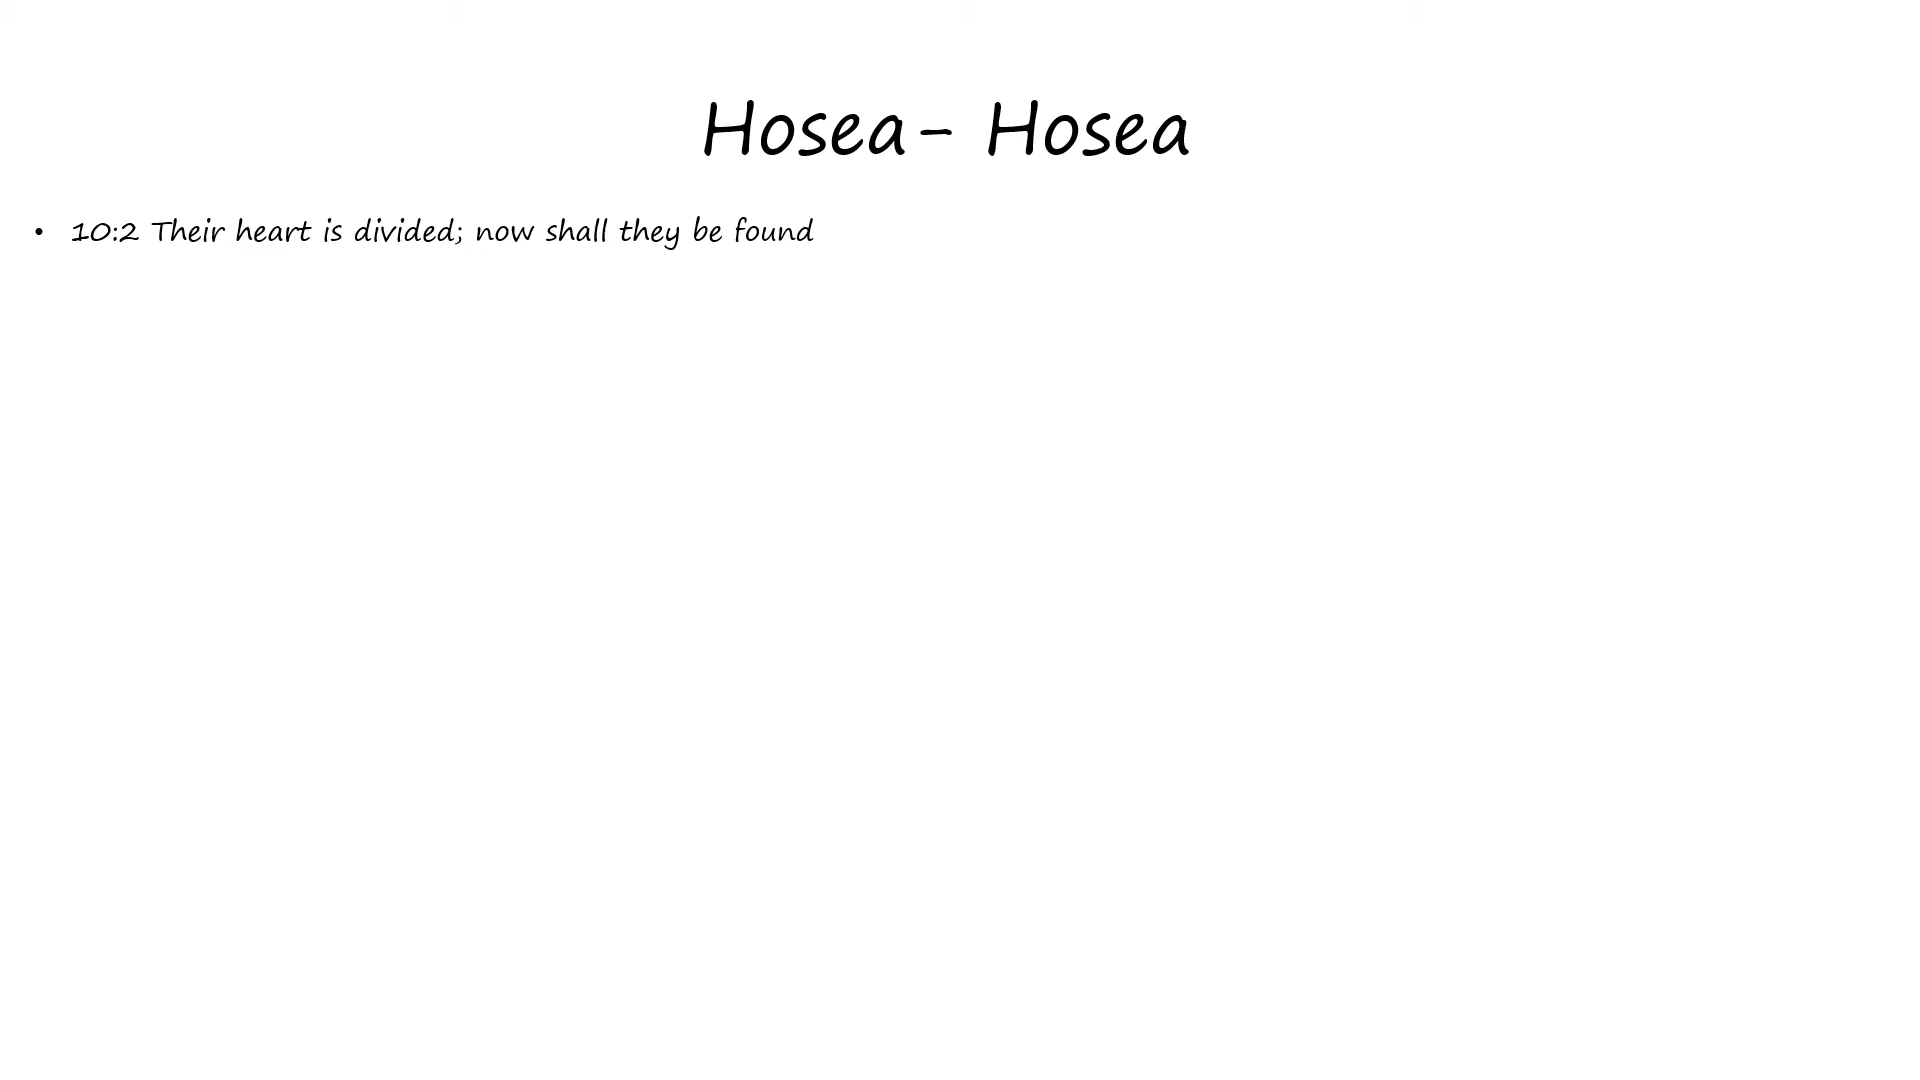 Hosea- Hosea
• 10:2 Their heart is divided; now shall they be found